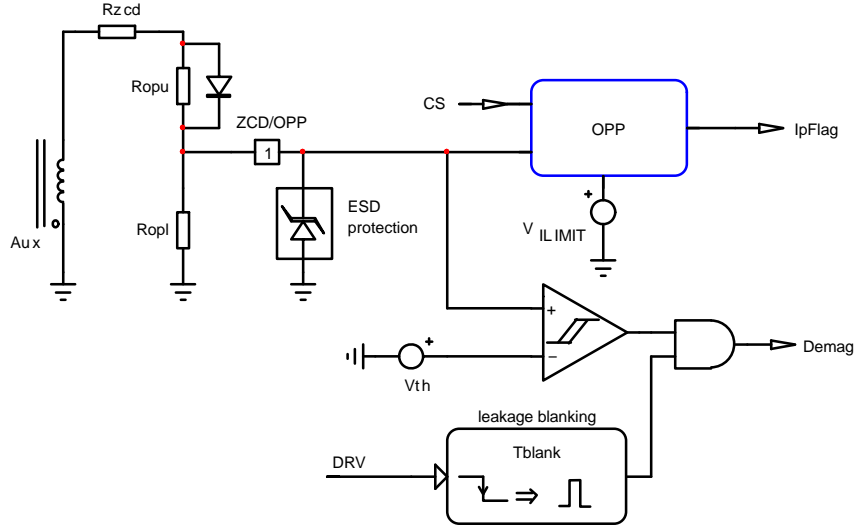 Rzcd
Ropu
ZCD/OPP
1
CS
OPP
IpFlag
ESD
protection
+
V ILIMIT
Ropl
Aux
+
−
+
Vth
Demag
leakage blanking
Tblank
DRV
⇒